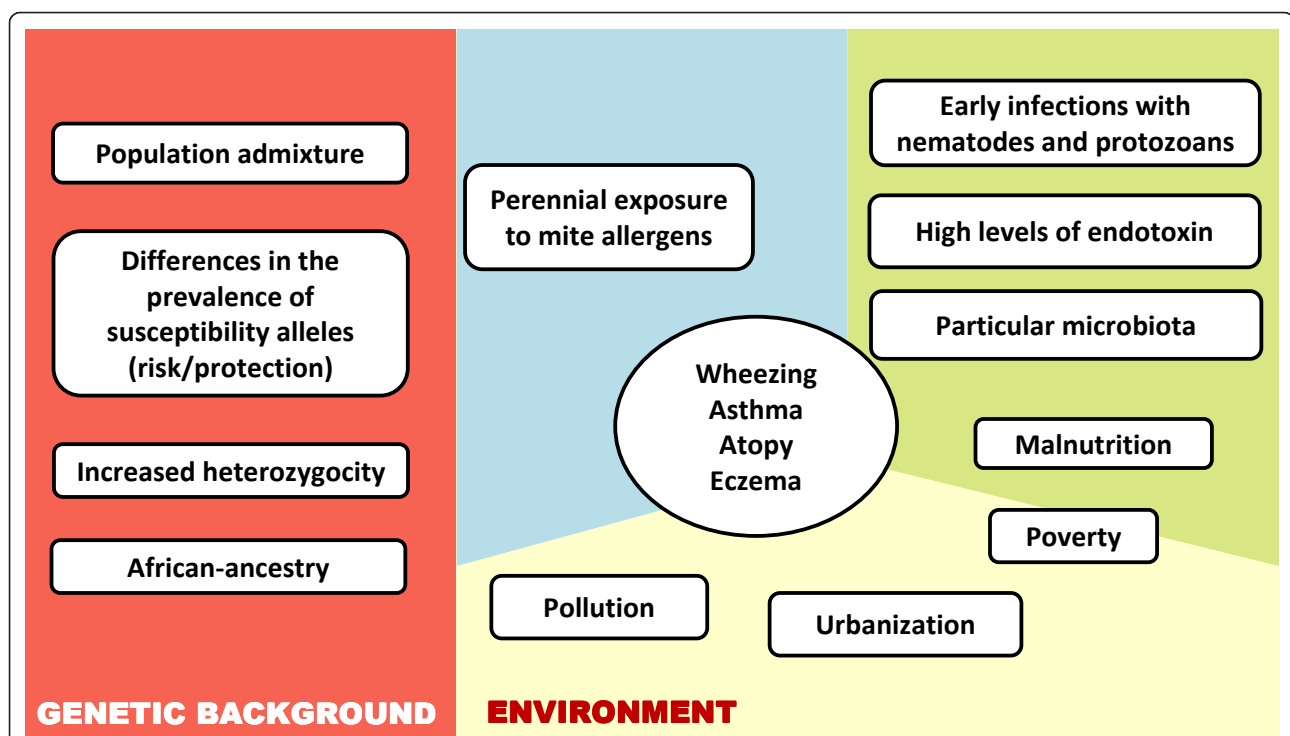 Population admixture
Differences in the
prevalence of
susceptibility alleles
(risk/protection)
Increased heterozygocity
African-ancestry
GENETIC BACKGROUND
Perennial exposure
to mite allergens
Early infections with
nematodes and protozoans
High levels of endotoxin
Particular microbiota
Wheezing
Asthma
Atopy
Eczema
Malnutrition
Poverty
Pollution
Urbanization
ENVIRONMENT